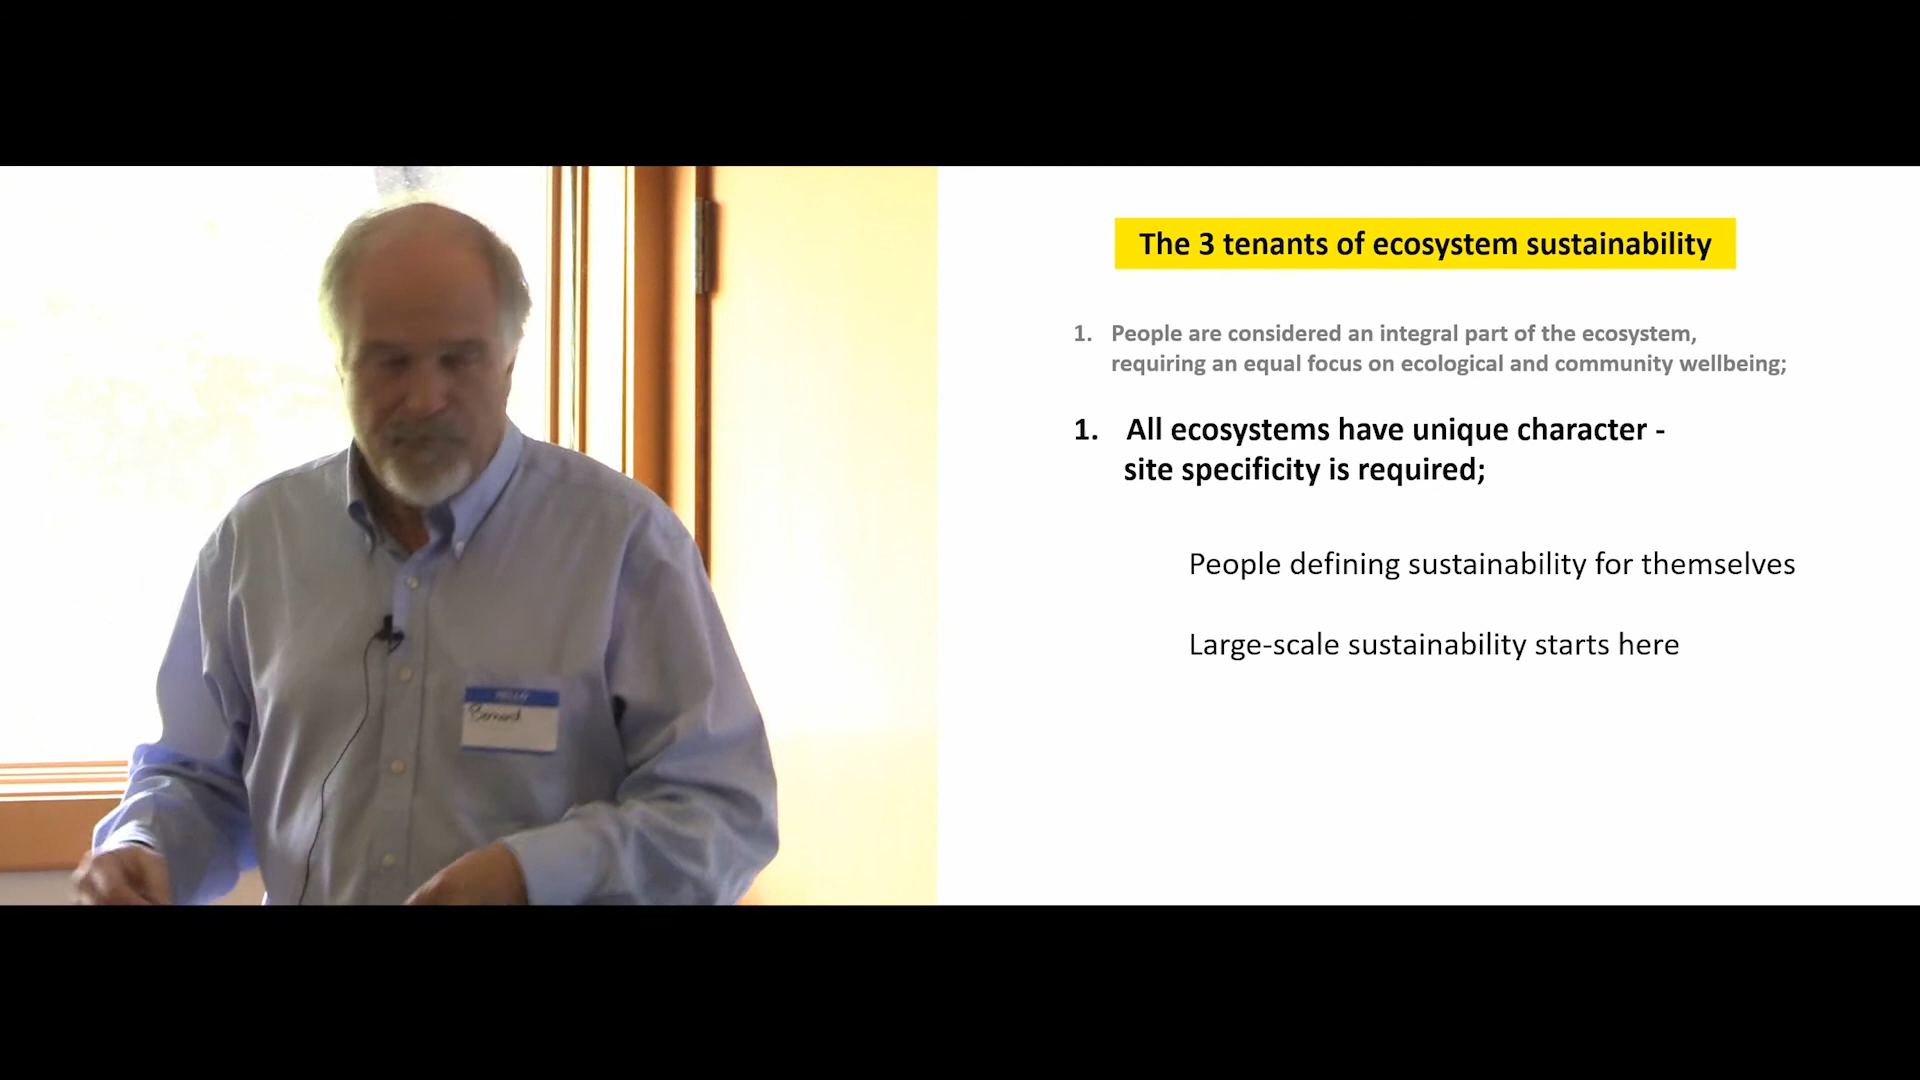 The 3 tenants of ecosystem sustainability
1. People are considered an integral part of the ecosystem,
requiring an equal focus on ecological and community wellbeing;
1. All ecosystems have unique character -
site specificity is required;
People defining sustainability for themselves
Large-scale sustainability starts here
HELLO
Bernard